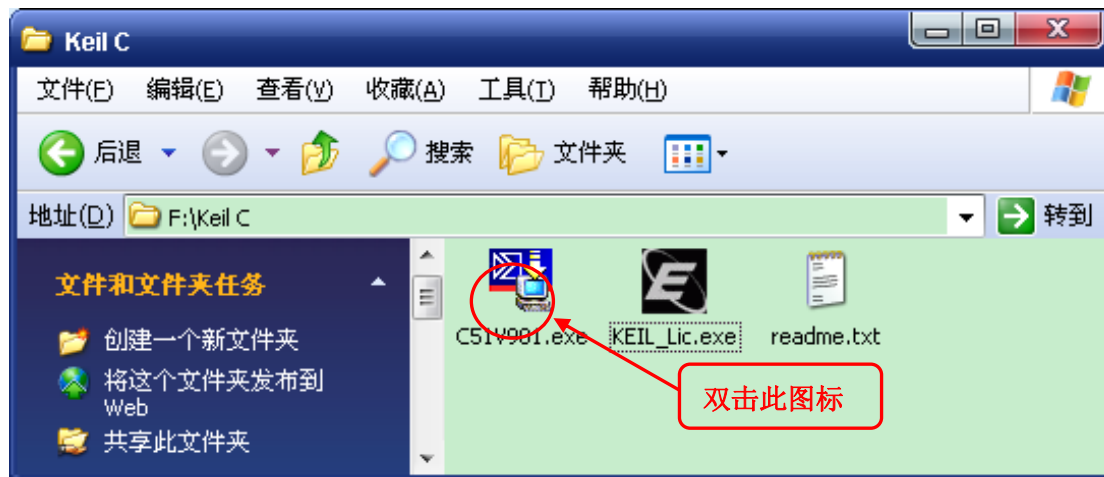 Keil C
文件(F) 编辑(E) 查看(V) 收藏(A) 工具(T) 帮助(H)
后退 搜索 文件夹
地址(D) F:\Keil C 转到
文件和文件夹任务
创建一个新文件夹
将这个文件夹发布到
Web
共享此文件夹
C51V901.exe KEIL_Lic.exe readme.txt
双击此图标